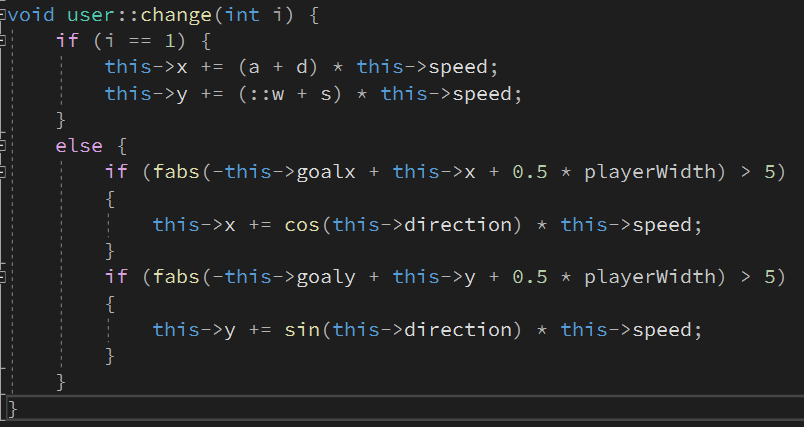 void user::change(int i) {
    if (i == 1) {
        this->x += (a + d) * this->speed;
        this->y += (::w + s) * this->speed;
    }
    else {
        if (fabs(-this->goalx + this->x + 0.5 * playerWidth) > 5)
        {
            this->x += cos(this->direction) * this->speed;
        }
        if (fabs(-this->goaly + this->y + 0.5 * playerWidth) > 5)
        {
            this->y += sin(this->direction) * this->speed;
        }
    }
}